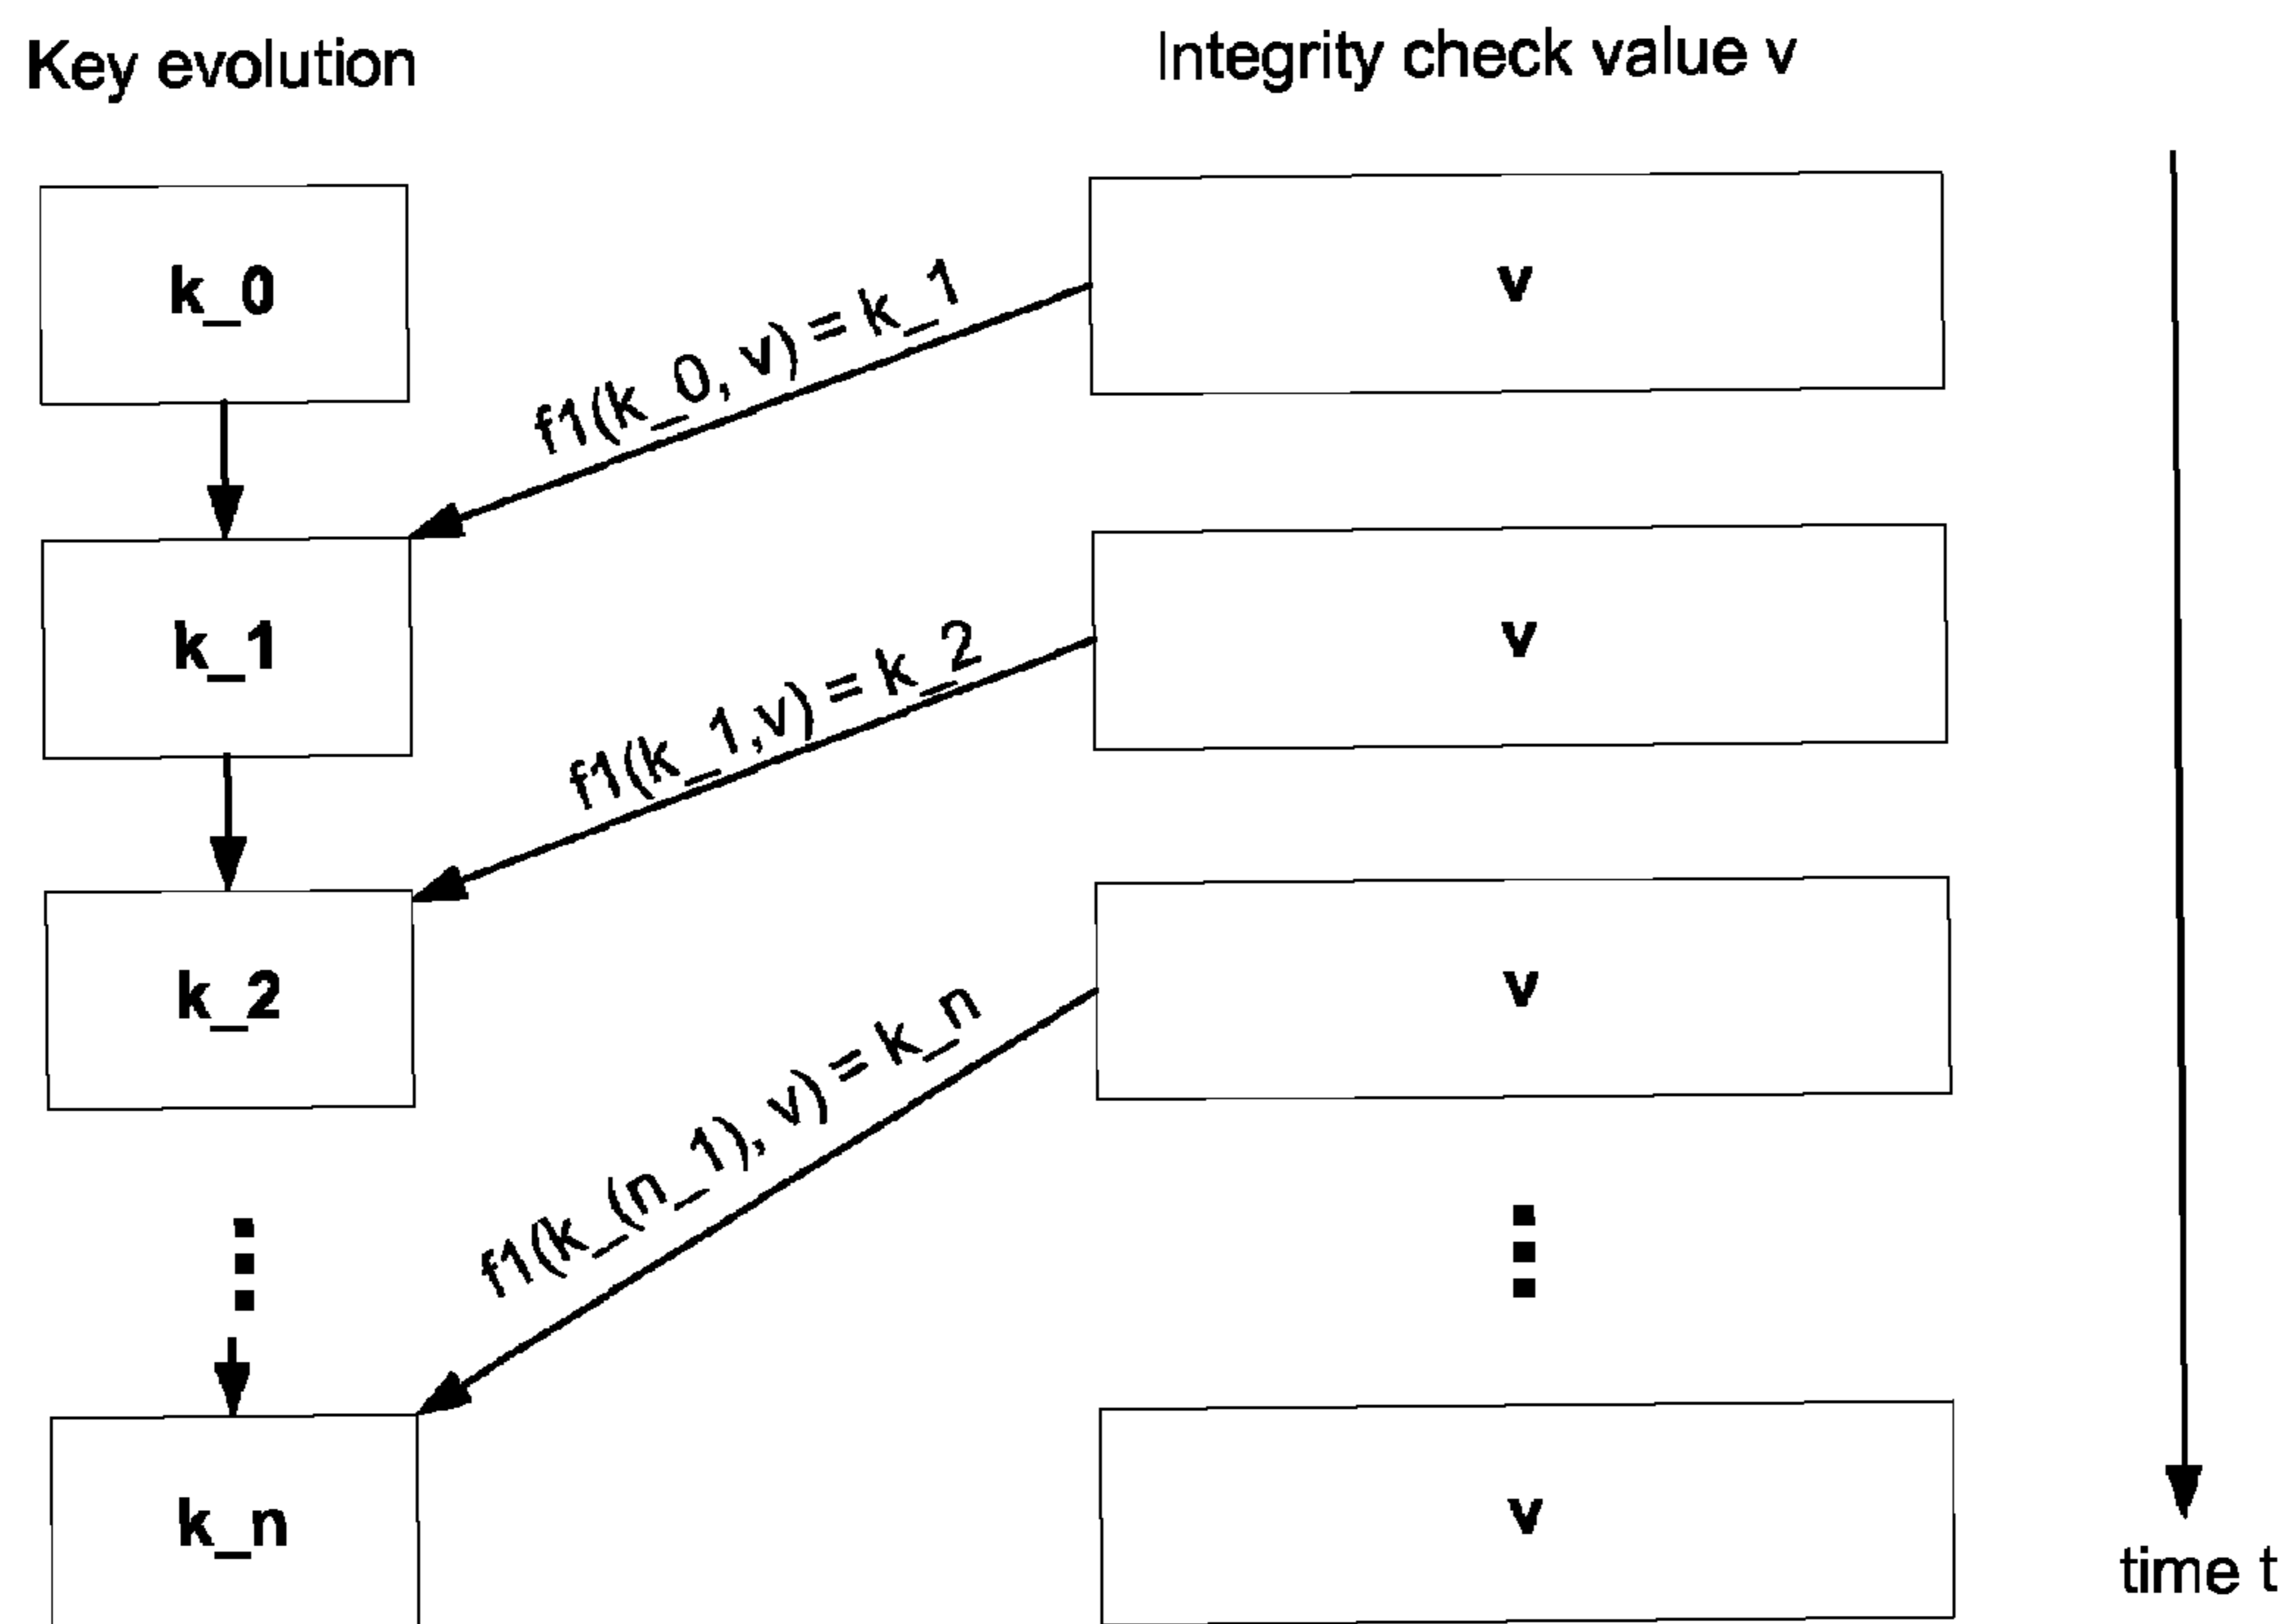 Key evolution
Integrity check value v
k_0
v
f1(k_0, v) = k_1
k_1
v
f1(k_1,v) = k_2
k_2
v
f1(k_(n_1), v) = k_n
k_n
v
time t